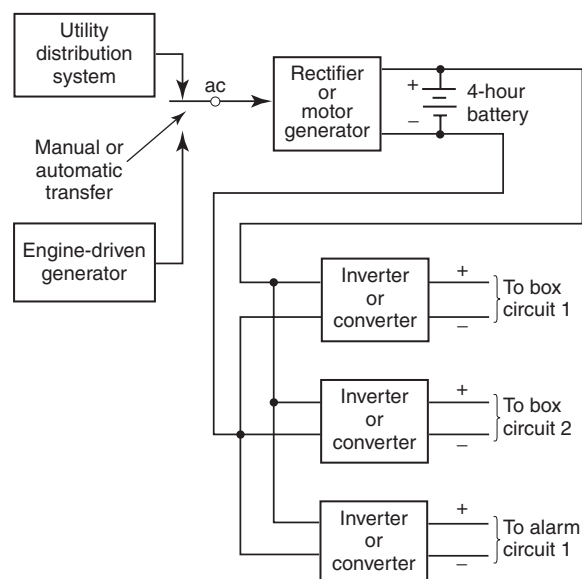 Utility
distribution
system
ac
Manual or
automatic
transfer
Engine-driven
generator
Rectifier
or
motor
generator
+
–
4-hour
battery
Inverter
or
converter
+
–
To box
circuit 1
Inverter
or
converter
+
–
To box
circuit 2
Inverter
or
converter
+
–
To alarm
circuit 1